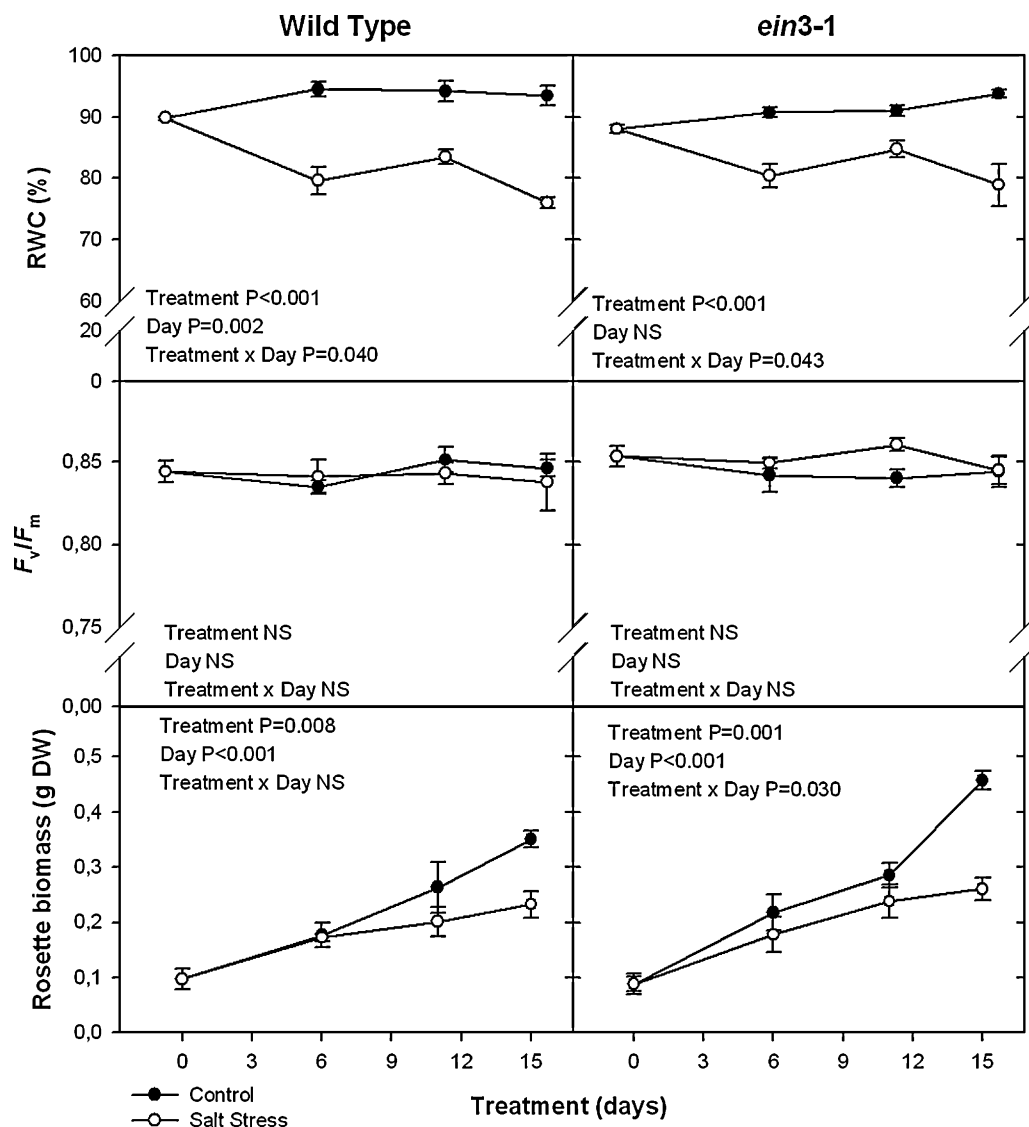 Wild Type
ein3-1
RWC (%)
100
90
80
70
60
20
0
Treatment P<0.001
Day P=0.002
Treatment x Day P=0.040
Treatment P<0.001
Day NS
Treatment x Day P=0.043
Fv/Fm
0,85
0,80
0,75
0,00
Treatment NS
Day NS
Treatment x Day NS
Treatment NS
Day NS
Treatment x Day NS
Rosette biomass (g DW)
0,5
0,4
0,3
0,2
0,1
0,0
Treatment P=0.008
Day P<0.001
Treatment x Day NS
Treatment P=0.001
Day P<0.001
Treatment x Day P=0.030
0 3 6 9 12 15
0 3 6 9 12 15
Treatment (days)
Control
Salt Stress